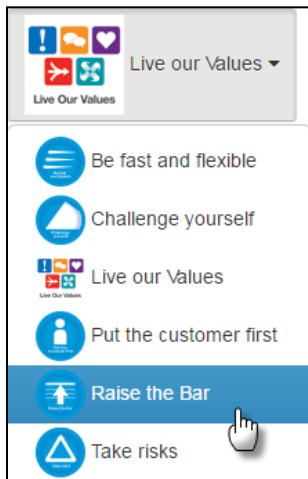 Live our Values
Live Our Values
Be fast and flexible
Challenge yourself
Live our Values
Live Our Values
Put the customer first
Raise the Bar
Take risks